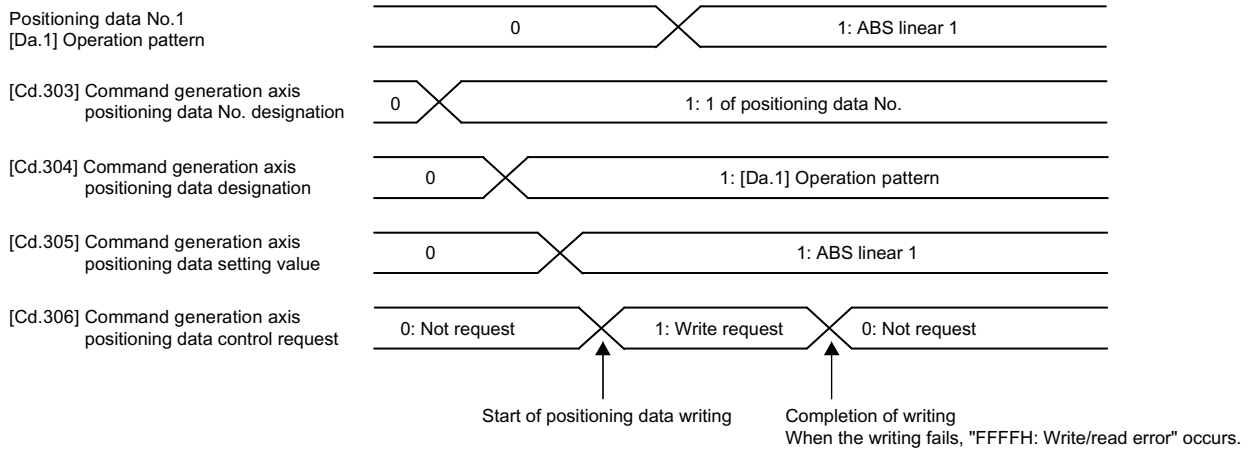 Positioning data No.1
[Da.1] Operation pattern
0
1: ABS linear 1
[Cd.303] Command generation axis
positioning data No. designation
0
1: 1 of positioning data No.
[Cd.304] Command generation axis
positioning data designation
0
1: [Da.1] Operation pattern
[Cd.305] Command generation axis
positioning data setting value
0
1: ABS linear 1
[Cd.306] Command generation axis
positioning data control request
0: Not request
1: Write request
0: Not request
Start of positioning data writing
Completion of writing
When the writing fails, "FFFFH: Write/read error" occurs.